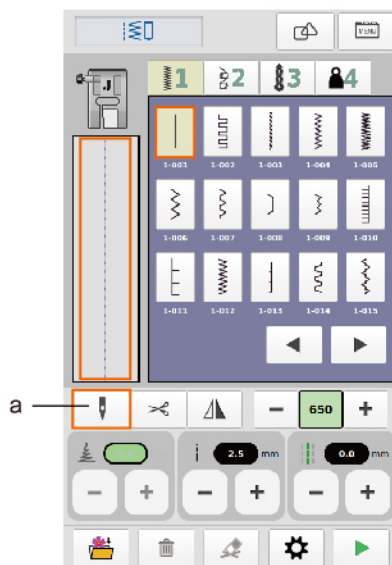 MENU
J
1 2 3 4
1-001 1-002 1-003 1-004 1-005
1-006 1-007 1-008 1-009 1-010
1-011 1-012 1-013 1-014 1-015
a
− 650 +
2.5 mm 0.0 mm
− + − + − +